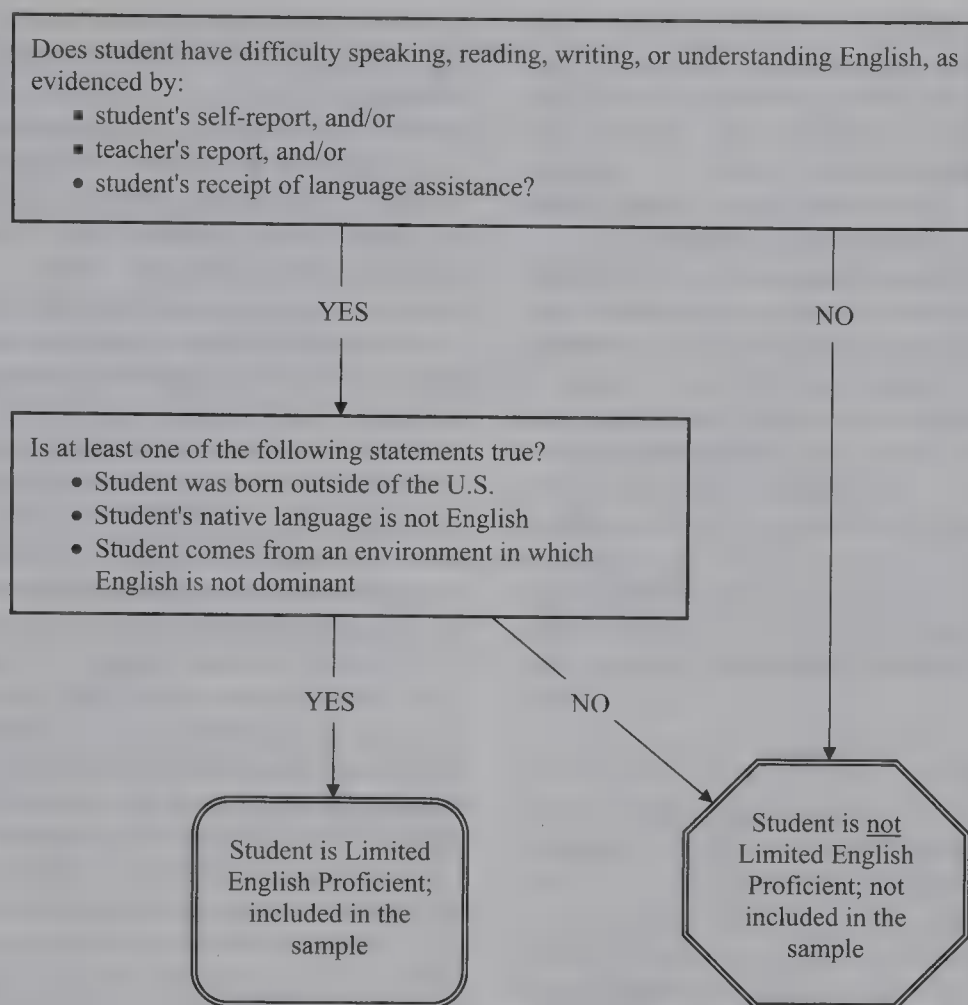 Does student have difficulty speaking, reading, writing, or understanding English, as
evidenced by:
▪ student's self-report, and/or
▪ teacher's report, and/or
• student's receipt of language assistance?
YES
NO
Is at least one of the following statements true?
• Student was born outside of the U.S.
• Student's native language is not English
• Student comes from an environment in which
English is not dominant
YES
NO
Student is Limited
English Proficient;
included in the
sample
Student is not
Limited English
Proficient; not
included in the
sample